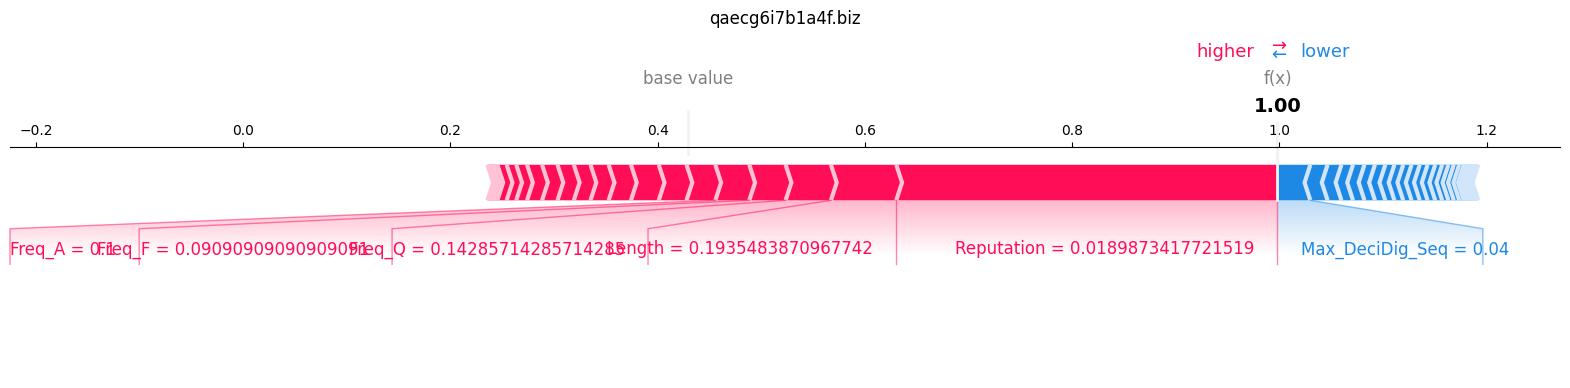 qaecg6i7b1a4f.biz
higher ⇄ lower
base value f(x)
1.00
−0.2 0.0 0.2 0.4 0.6 0.8 1.0 1.2
Freq_A = 0.1 Freq_F = 0.09090909090909091 Freq_Q = 0.14285714285714285 Length = 0.1935483870967742 Reputation = 0.0189873417721519 Max_DeciDig_Seq = 0.04